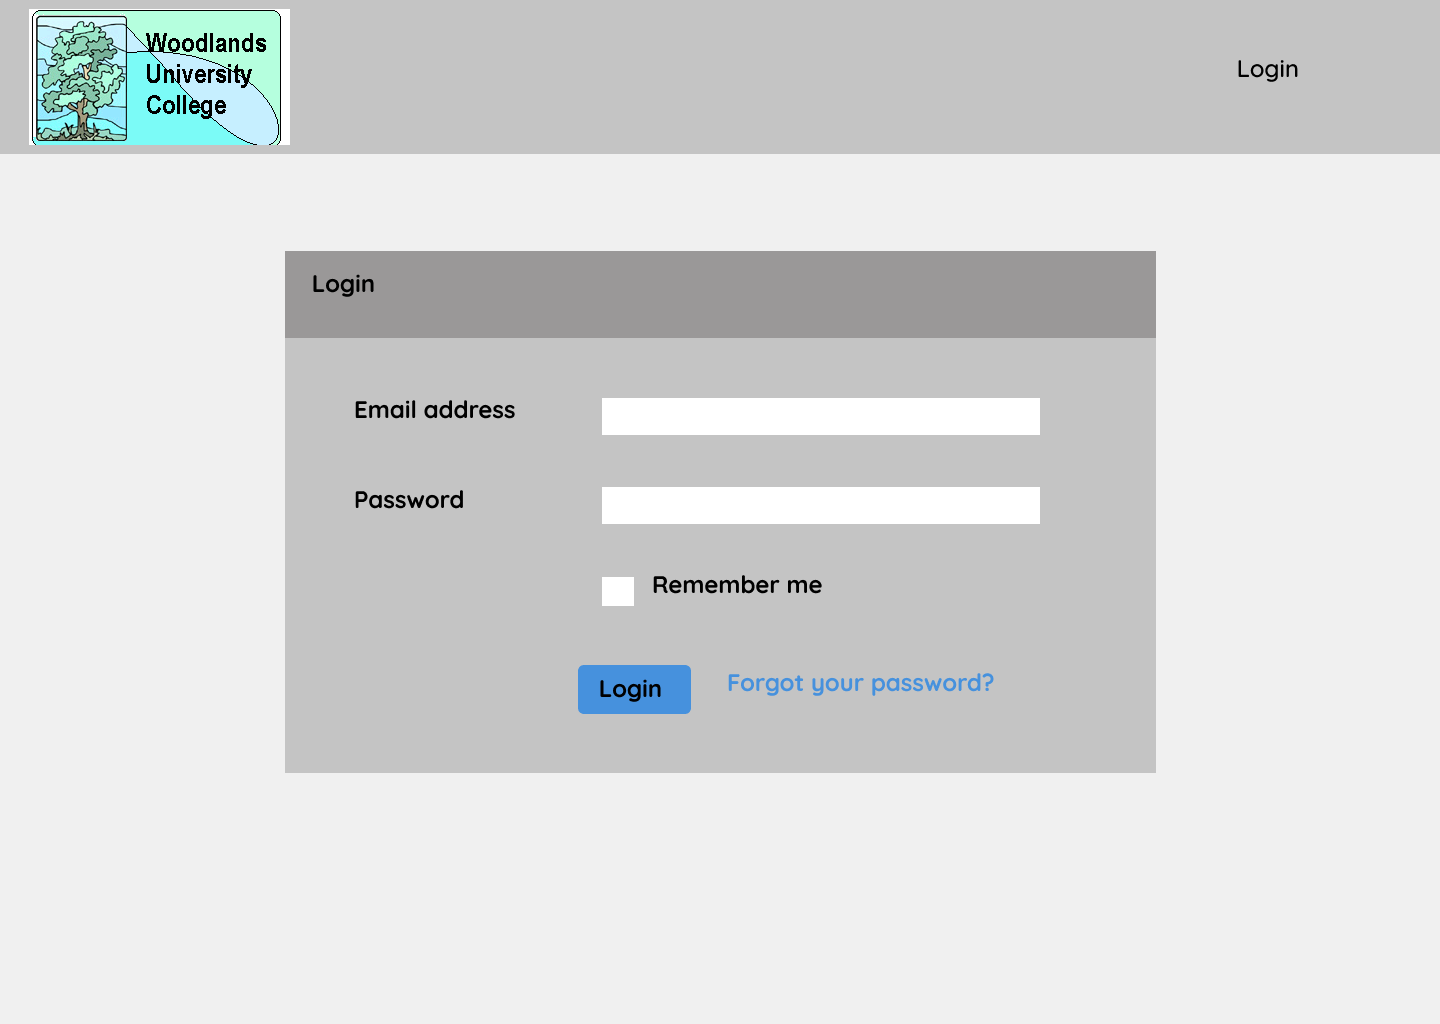 Woodlands
University
College
Login
Login
Email address
Password
Remember me
Login
Forgot your password?